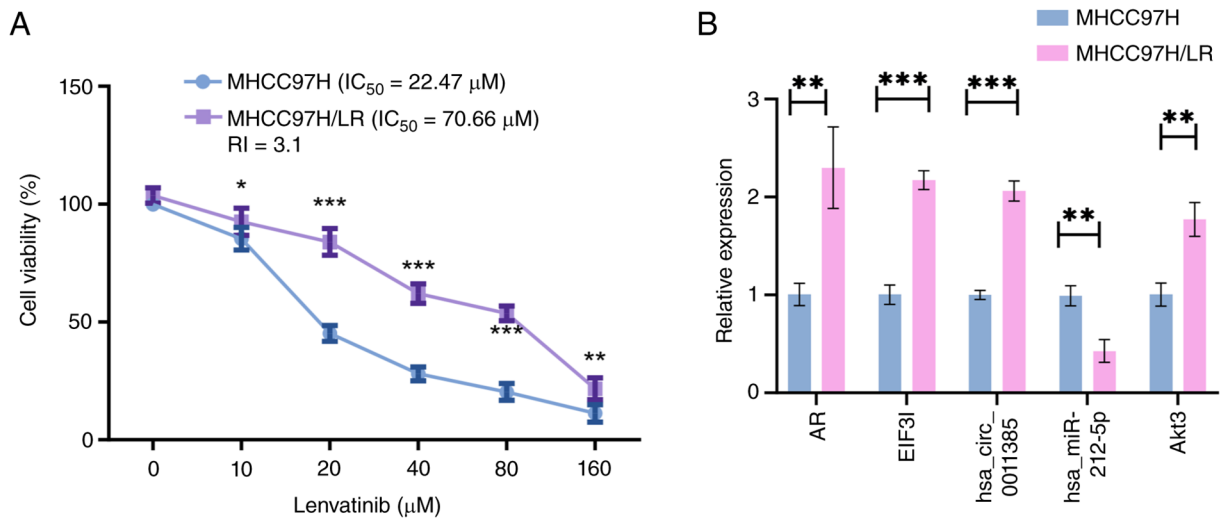 A
MHCC97H (IC50 = 22.47 μM)
MHCC97H/LR (IC50 = 70.66 μM)
RI = 3.1
150
100
50
0
Cell viability (%)
*
***
***
***
**
0 10 20 40 80 160
Lenvatinib (μM)
B
MHCC97H
MHCC97H/LR
3
2
1
0
Relative expression
**
***
***
**
**
AR
EIF3I
hsa_circ_
0011385
hsa_miR-
212-5p
Akt3